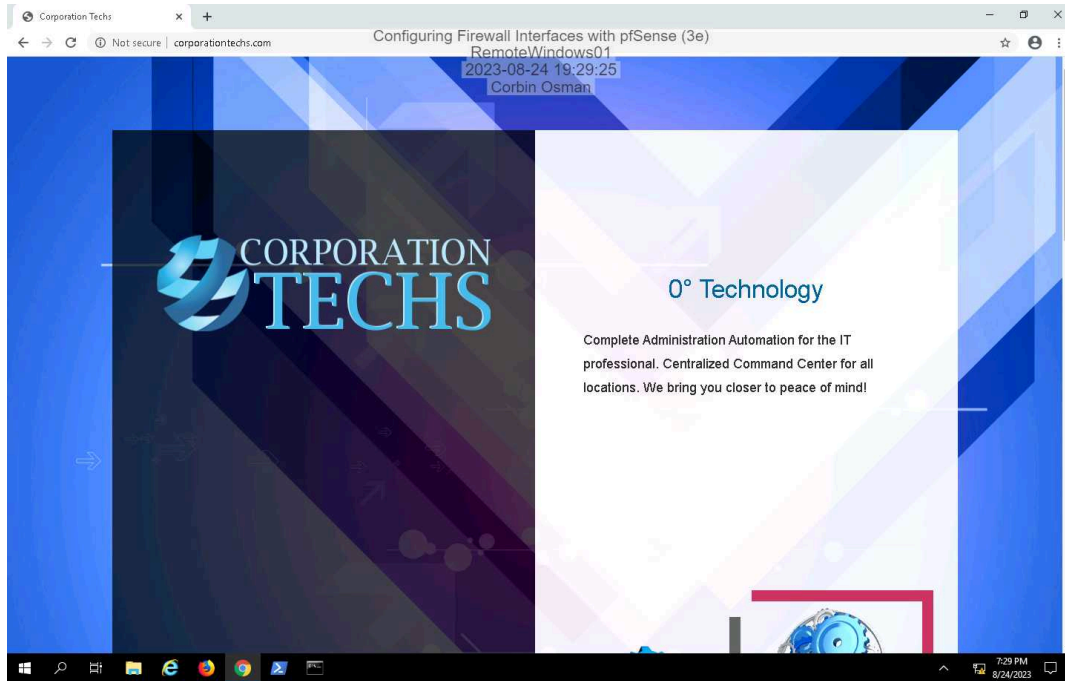 Corporation Techs
Not secure | corporationtechs.com
Configuring Firewall Interfaces with pfSense (3e)
RemoteWindows01
2023-08-24 19:29:25
Corbin Osman
CORPORATION
TECHS
0° Technology
Complete Administration Automation for the IT
professional. Centralized Command Center for all
locations. We bring you closer to peace of mind!
7:29 PM
8/24/2023